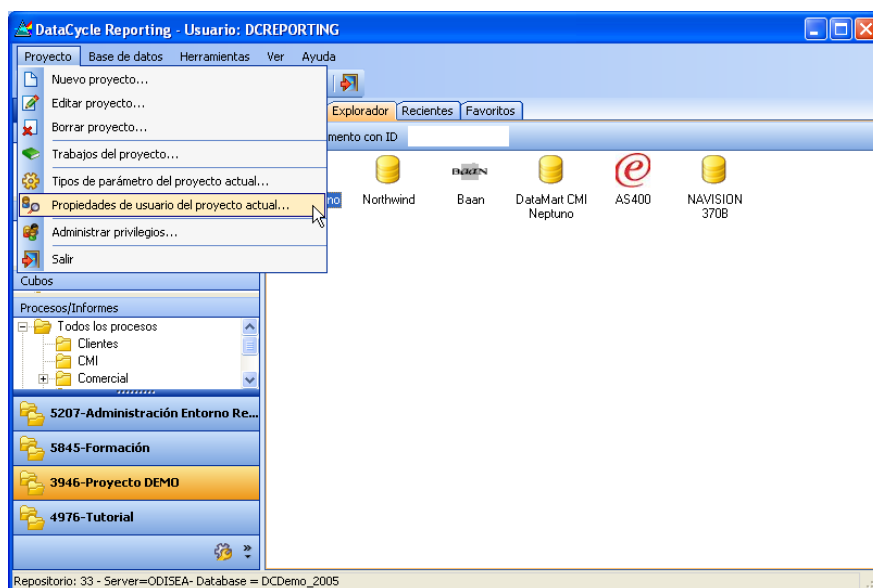 DataCycle Reporting - Usuario: DCREPORTING
Proyecto Base de datos Herramientas Ver Ayuda
Nuevo proyecto...
Editar proyecto...
Borrar proyecto...
Trabajos del proyecto...
Tipos de parámetro del proyecto actual...
Propiedades de usuario del proyecto actual...
Administrar privilegios...
Salir
Explorador Recientes Favoritos
mento con ID
no
Northwind
Baan
DataMart CMI
Neptuno
AS400
NAVISION
370B
Cubos
Procesos/Informes
Todos los procesos
Clientes
CMI
Comercial
5207-Administración Entorno Re...
5845-Formación
3946-Proyecto DEMO
4976-Tutorial
Repositorio: 33 - Server=ODISEA- Database = DCDemo_2005